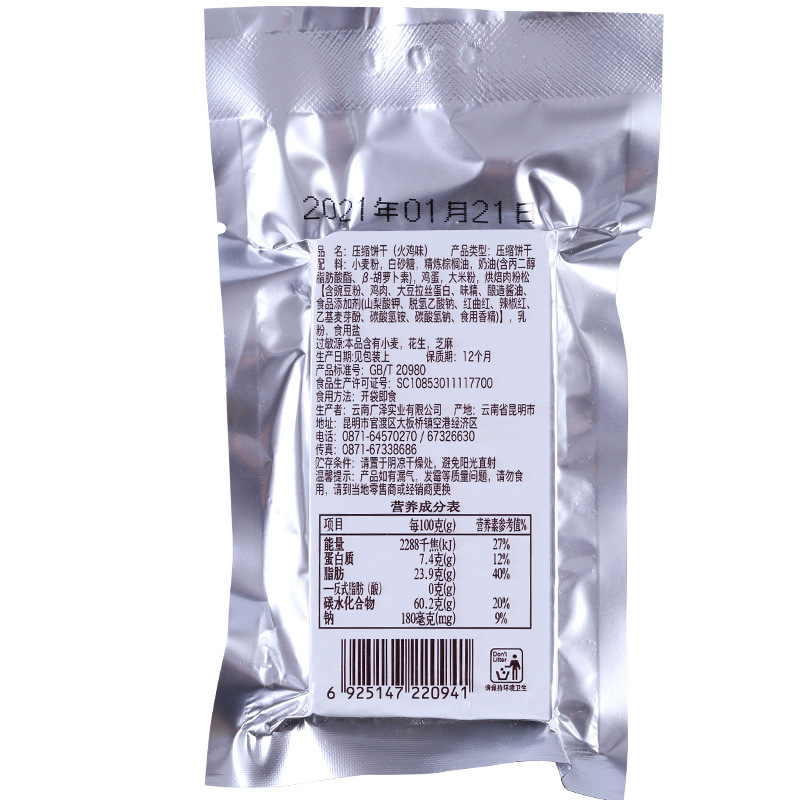 2021年01月21日
品　名：压缩饼干（火鸡味）　产品类型：压缩饼干
配　料：小麦粉，白砂糖，精炼棕榈油，奶油(含丙二醇
脂肪酸酯、β-胡萝卜素)，鸡蛋，大米粉，烘焙肉粉松
【含豌豆粉、鸡肉、大豆拉丝蛋白、味精、酿造酱油、
食品添加剂(山梨酸钾、脱氢乙酸钠、红曲红、辣椒红、
乙基麦芽酚、碳酸氢铵、碳酸氢钠、食用香精)】，乳
粉，食用盐
过敏源:本品含有小麦，花生，芝麻
生产日期:见包装上　保质期：12个月
产品标准号：GB/T 20980
食品生产许可证号：SC10853011117700
食用方法：开袋即食
生产者：云南广泽实业有限公司　产地：云南省昆明市
地址：昆明市官渡区大板桥镇空港经济区
电话：0871-64570270 / 67326630
传真：0871-67338686
贮存条件：请置于阴凉干燥处，避免阳光直射
温馨提示：产品如有漏气，发霉等质量问题，请勿食
用，请到当地零售商或经销商更换
营养成分表
项目　每100克(g)　营养素参考值%
能量　2288千焦(kJ)　27%
蛋白质　7.4克(g)　12%
脂肪　23.9克(g)　40%
—反式脂肪（酸）　0克(g)
碳水化合物　60.2克(g)　20%
钠　180毫克(mg)　9%
Don't
Litter
6 925147 220941
请保持环境卫生